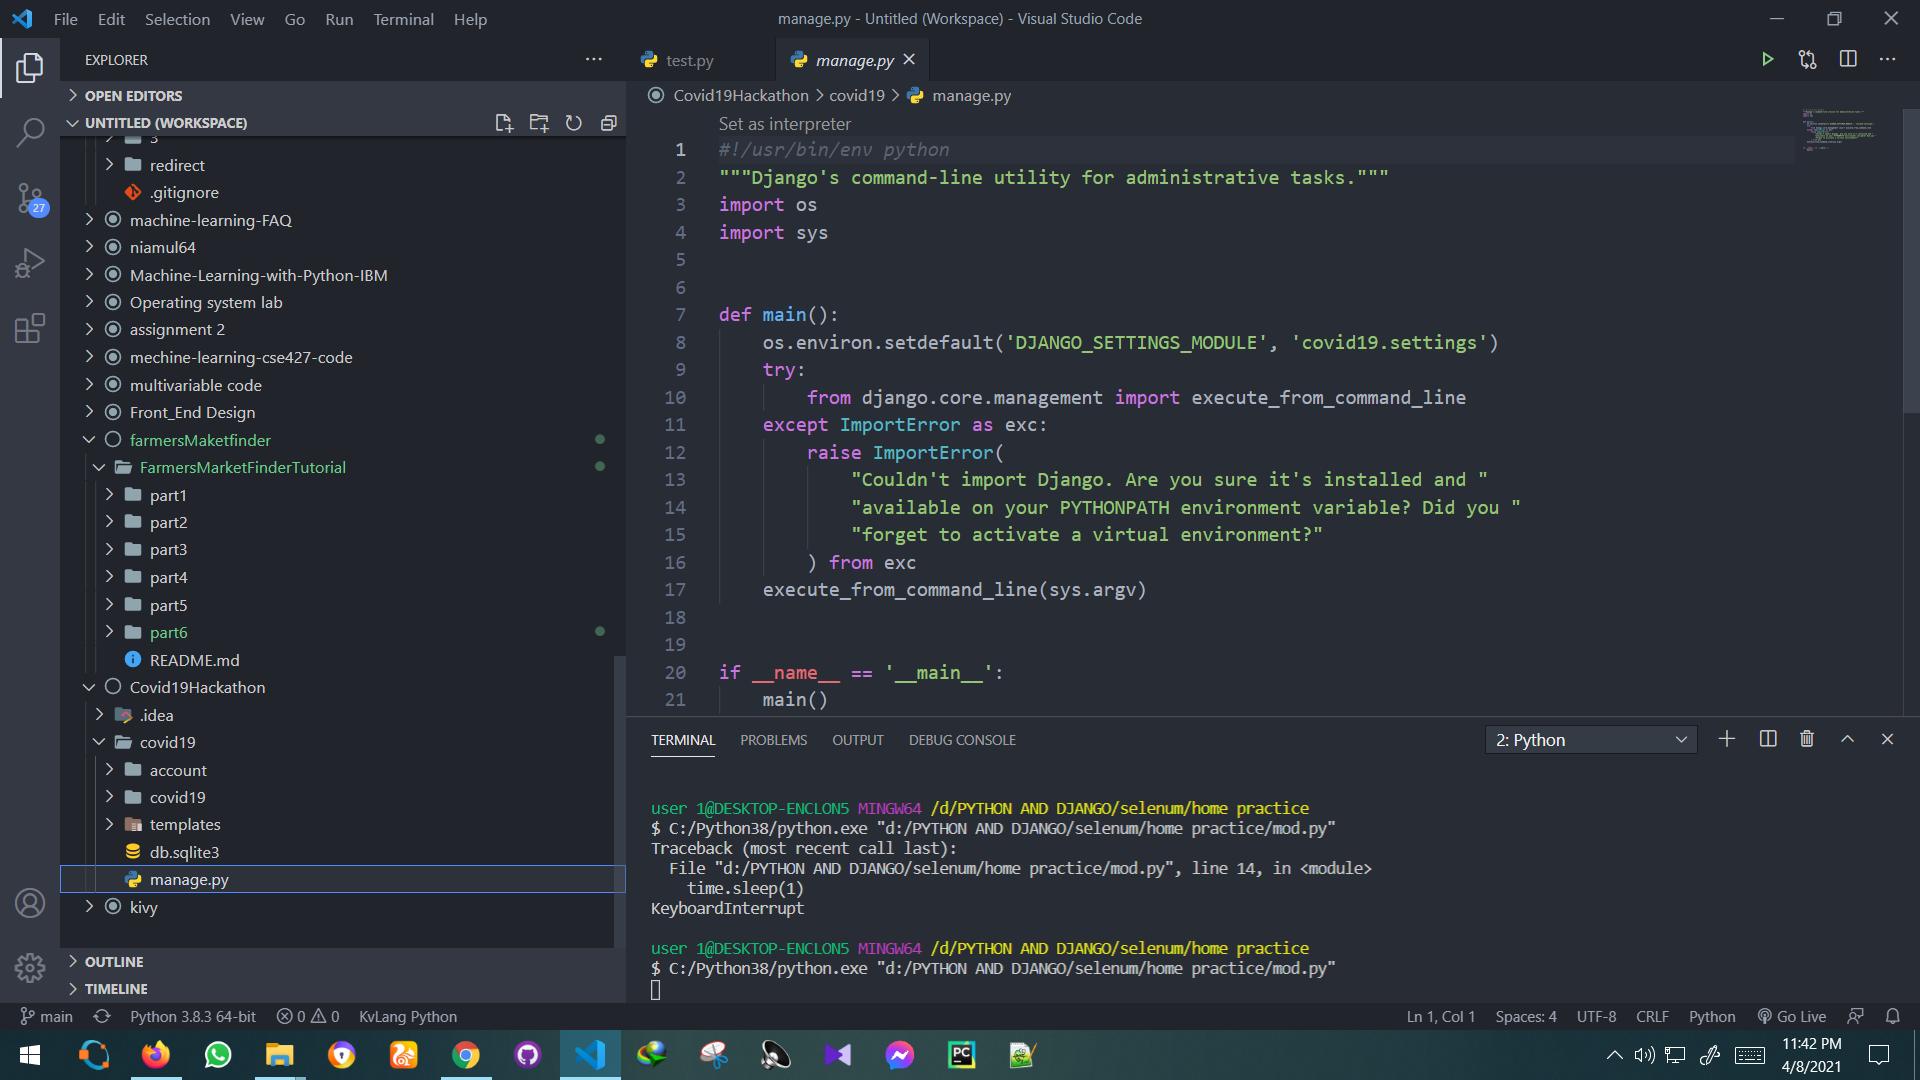 File Edit Selection View Go Run Terminal Help
manage.py - Untitled (Workspace) - Visual Studio Code
EXPLORER
OPEN EDITORS
UNTITLED (WORKSPACE)
3
redirect
.gitignore
27
machine-learning-FAQ
niamul64
Machine-Learning-with-Python-IBM
Operating system lab
assignment 2
mechine-learning-cse427-code
multivariable code
Front_End Design
farmersMaketfinder
FarmersMarketFinderTutorial
part1
part2
part3
part4
part5
part6
README.md
Covid19Hackathon
.idea
covid19
account
covid19
templates
db.sqlite3
manage.py
kivy
OUTLINE
TIMELINE
test.py
manage.py
Covid19Hackathon > covid19 > manage.py
Set as interpreter
1 #!/usr/bin/env python
2 """Django's command-line utility for administrative tasks."""
3 import os
4 import sys
5
6
7 def main():
8 os.environ.setdefault('DJANGO_SETTINGS_MODULE', 'covid19.settings')
9 try:
10 from django.core.management import execute_from_command_line
11 except ImportError as exc:
12 raise ImportError(
13 "Couldn't import Django. Are you sure it's installed and "
14 "available on your PYTHONPATH environment variable? Did you "
15 "forget to activate a virtual environment?"
16 ) from exc
17 execute_from_command_line(sys.argv)
18
19
20 if __name__ == '__main__':
21 main()
TERMINAL PROBLEMS OUTPUT DEBUG CONSOLE
2: Python
user 1@DESKTOP-ENCLON5 MINGW64 /d/PYTHON AND DJANGO/selenum/home practice
$ C:/Python38/python.exe "d:/PYTHON AND DJANGO/selenum/home practice/mod.py"
Traceback (most recent call last):
File "d:/PYTHON AND DJANGO/selenum/home practice/mod.py", line 14, in <module>
time.sleep(1)
KeyboardInterrupt
user 1@DESKTOP-ENCLON5 MINGW64 /d/PYTHON AND DJANGO/selenum/home practice
$ C:/Python38/python.exe "d:/PYTHON AND DJANGO/selenum/home practice/mod.py"
main Python 3.8.3 64-bit 0 0 KvLang Python
Ln 1, Col 1 Spaces: 4 UTF-8 CRLF Python Go Live
PC
11:42 PM
4/8/2021